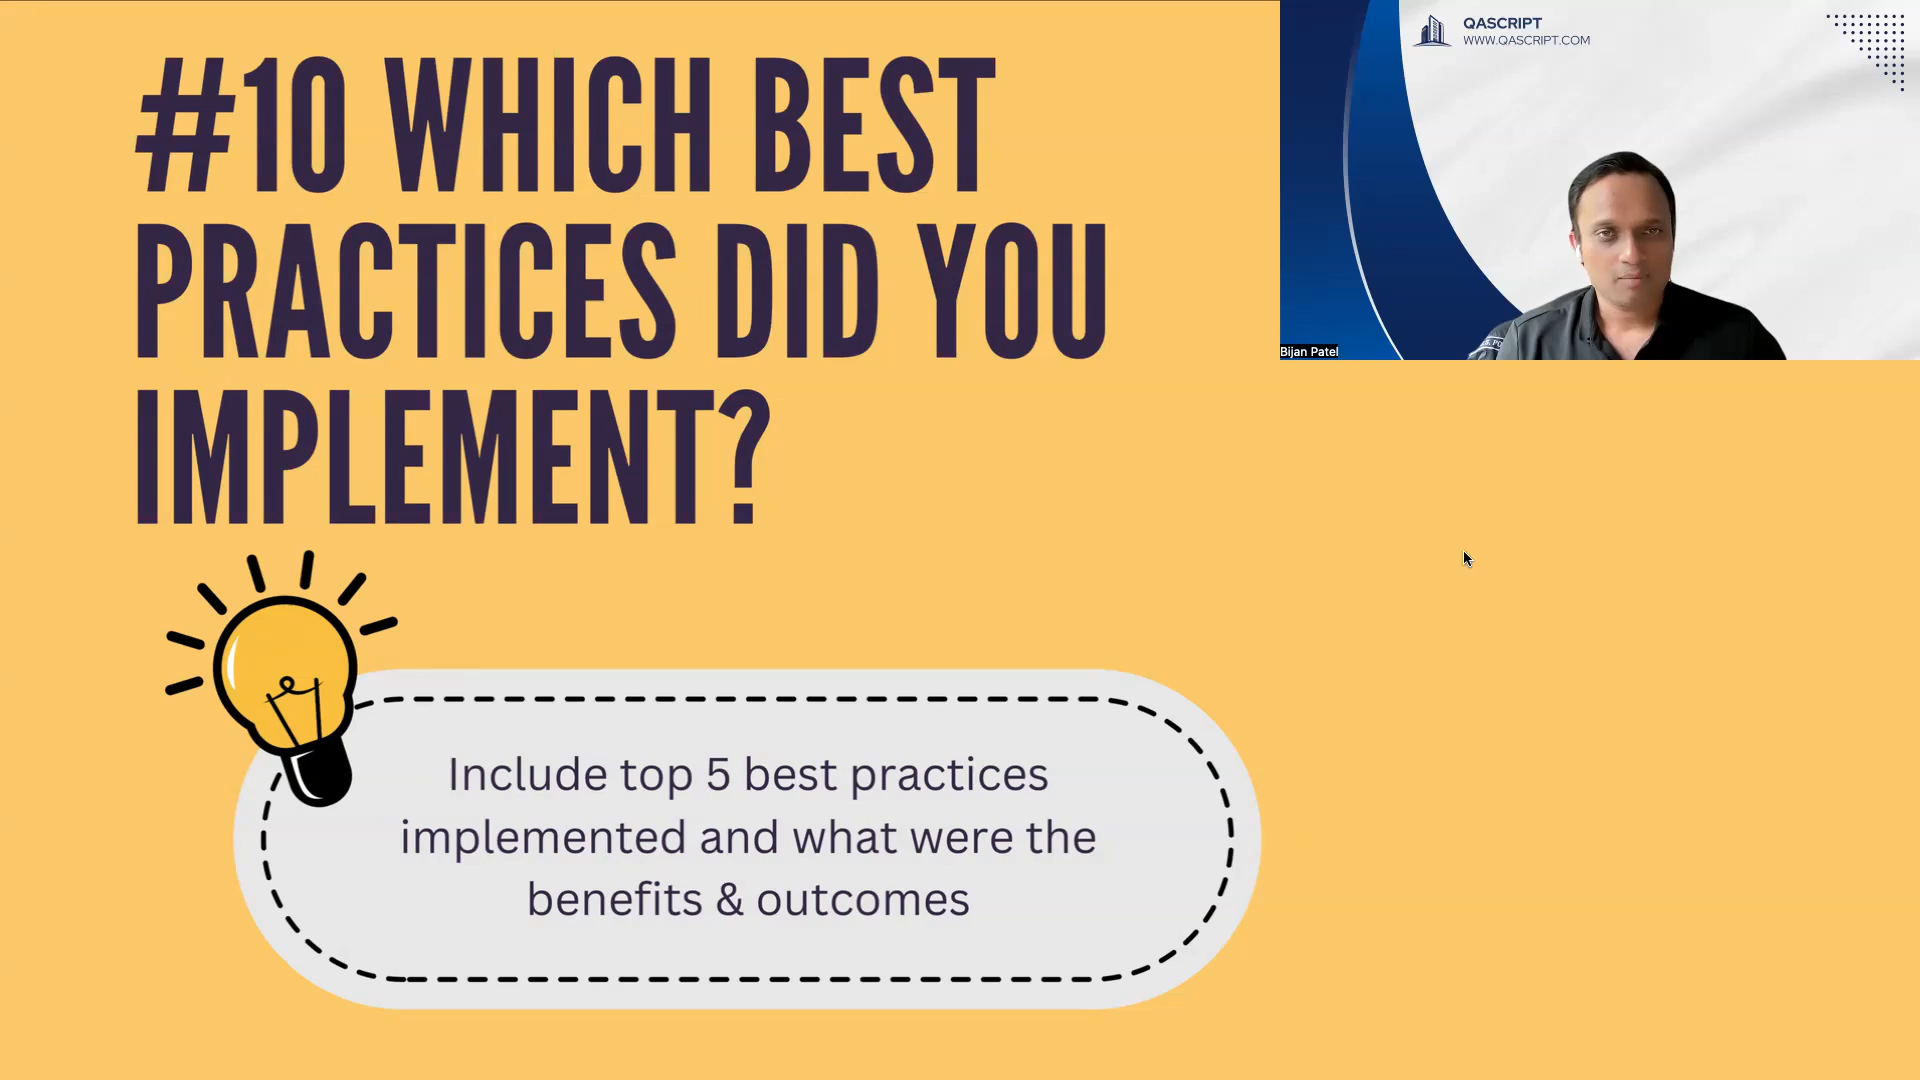 #10 WHICH BEST
PRACTICES DID YOU
IMPLEMENT?
Include top 5 best practices
implemented and what were the
benefits & outcomes
QASCRIPT
WWW.QASCRIPT.COM
Bijan Patel